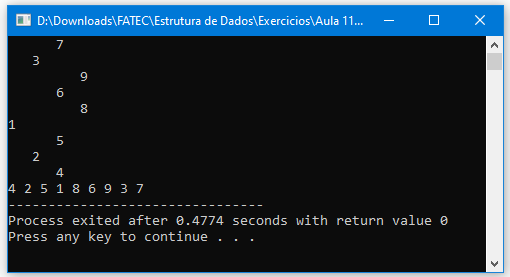 D:\Downloads\FATEC\Estrutura de Dados\Exercicios\Aula 11...
7
3
9
6
8
1
5
2
4
4 2 5 1 8 6 9 3 7
--------------------------------
Process exited after 0.4774 seconds with return value 0
Press any key to continue . . .